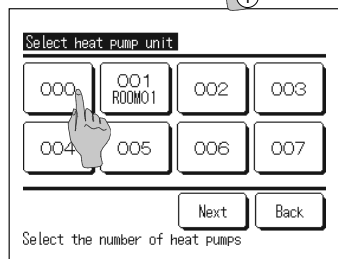 ①
Select heat pump unit
000
001
ROOM01
002
003
004
005
006
007
Next
Back
Select the number of heat pumps